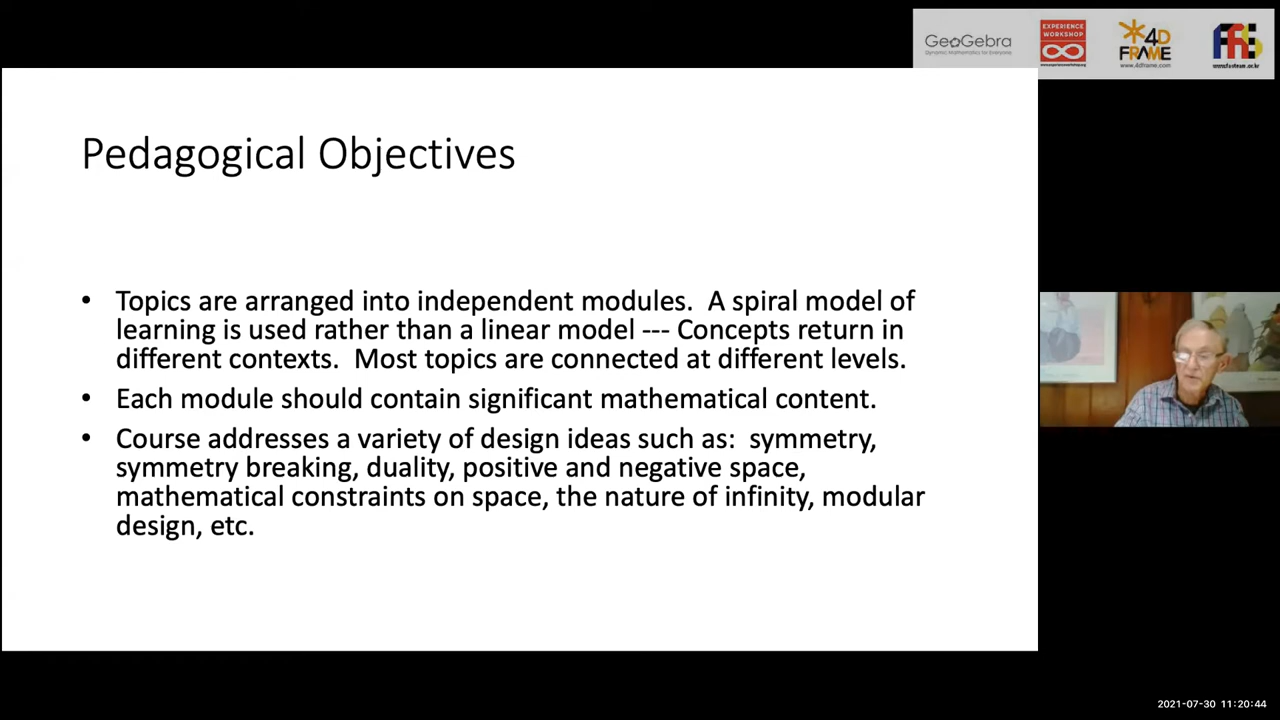 GeoGebra
Dynamic Mathematics for Everyone
EXPERIENCE
WORKSHOP
www.experienceworkshop.org
4D
FRAME
www.4dframe.com
Pedagogical Objectives
• Topics are arranged into independent modules.  A spiral model of
learning is used rather than a linear model --- Concepts return in
different contexts.  Most topics are connected at different levels.
• Each module should contain significant mathematical content.
• Course addresses a variety of design ideas such as:  symmetry,
symmetry breaking, duality, positive and negative space,
mathematical constraints on space, the nature of infinity, modular
design, etc.
2021-07-30 11:20:44